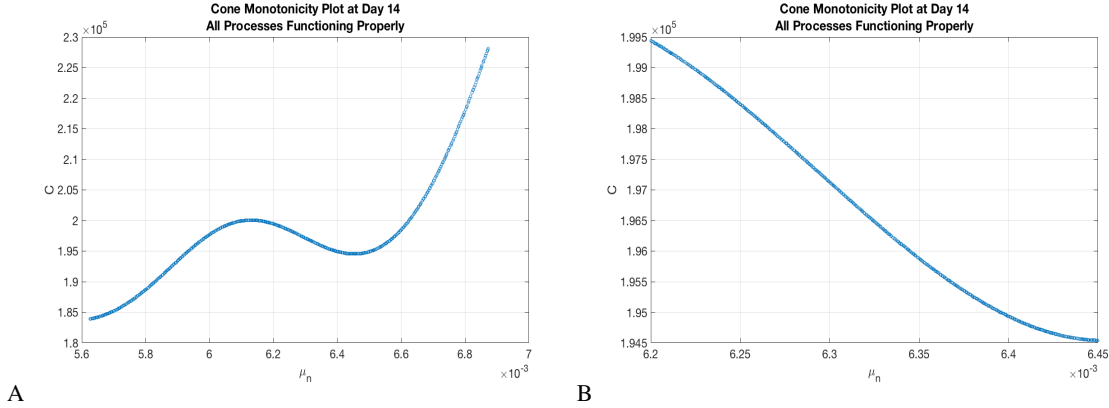 Cone Monotonicity Plot at Day 14
All Processes Functioning Properly
×10^5
2.3
2.25
2.2
2.15
2.1
2.05
2
1.95
1.9
1.85
1.8
C
5.6 5.8 6 6.2 6.4 6.6 6.8 7
μ_n
×10^-3
A
Cone Monotonicity Plot at Day 14
All Processes Functioning Properly
×10^5
1.995
1.99
1.985
1.98
1.975
1.97
1.965
1.96
1.955
1.95
1.945
C
6.2 6.25 6.3 6.35 6.4 6.45
μ_n
×10^-3
B